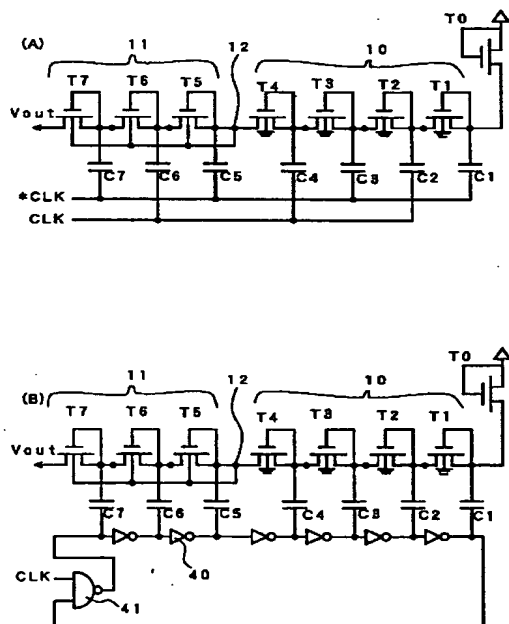 (A)
11
12
10
T0
T7 T6 T5 T4 T3 T2 T1
Vout
C7 C6 C5 C4 C3 C2 C1
*CLK
CLK
(B)
11
12
10
T0
T7 T6 T5 T4 T3 T2 T1
Vout
C7 C6 C5 C4 C3 C2 C1
40
CLK
41